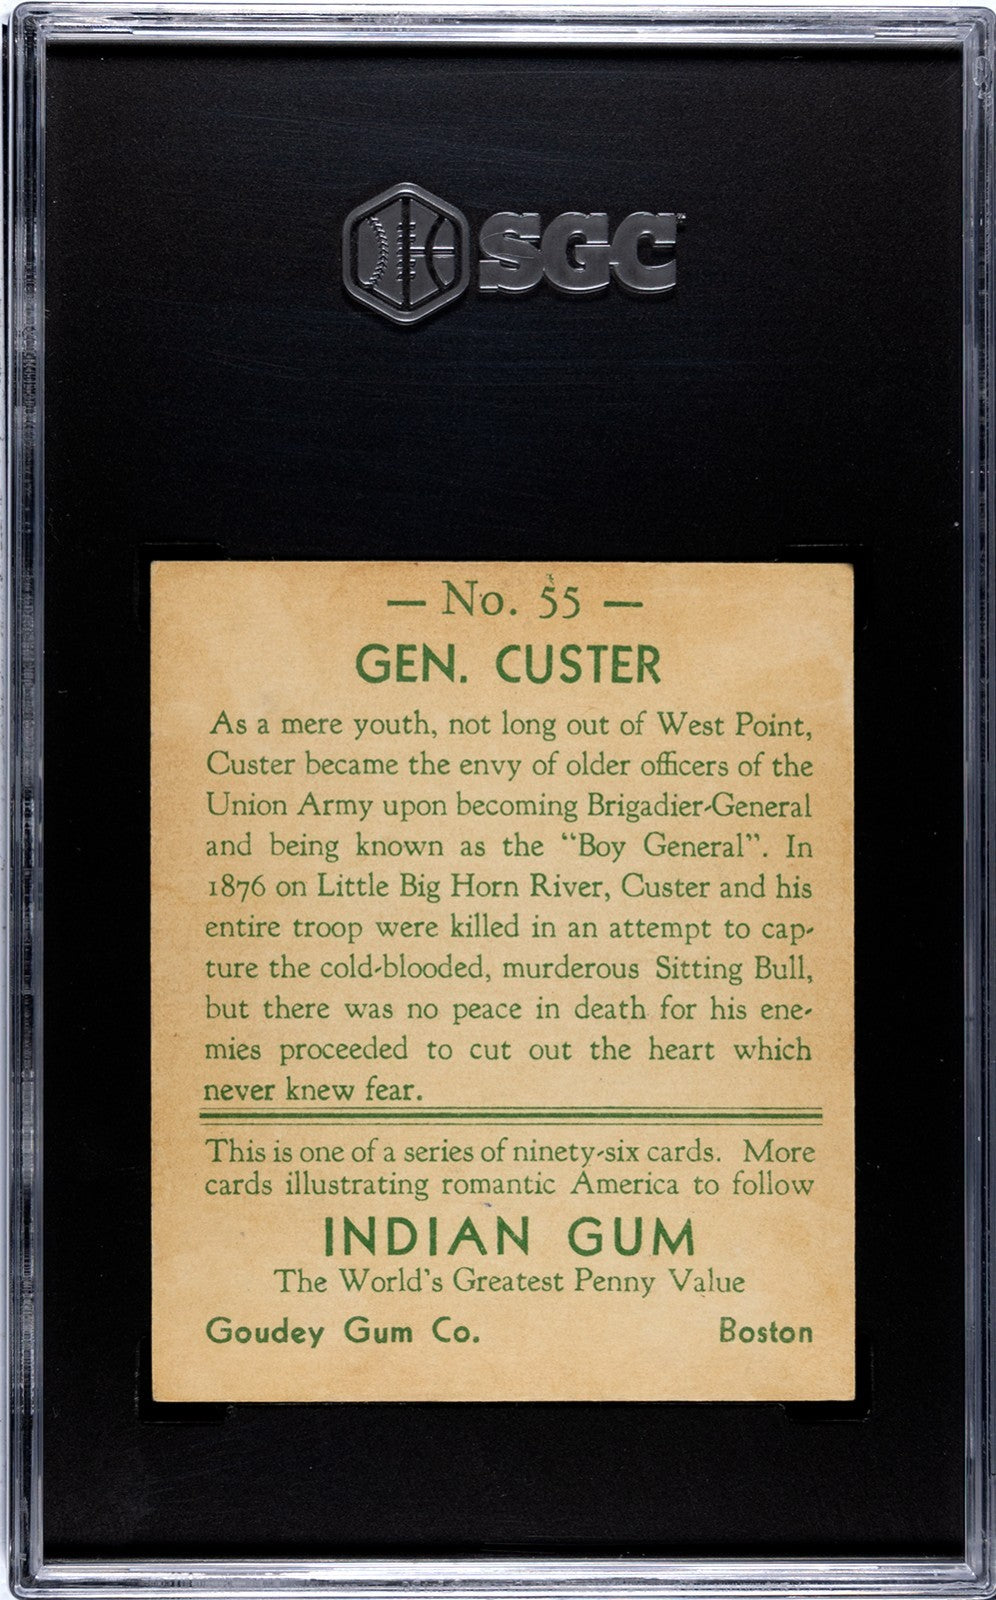 SGC
— No. 55 —
GEN. CUSTER
As a mere youth, not long out of West Point,
Custer became the envy of older officers of the
Union Army upon becoming Brigadier-General
and being known as the “Boy General”. In
1876 on Little Big Horn River, Custer and his
entire troop were killed in an attempt to cap-
ture the cold-blooded, murderous Sitting Bull,
but there was no peace in death for his ene-
mies proceeded to cut out the heart which
never knew fear.
This is one of a series of ninety-six cards. More
cards illustrating romantic America to follow
INDIAN GUM
The World's Greatest Penny Value
Goudey Gum Co. Boston